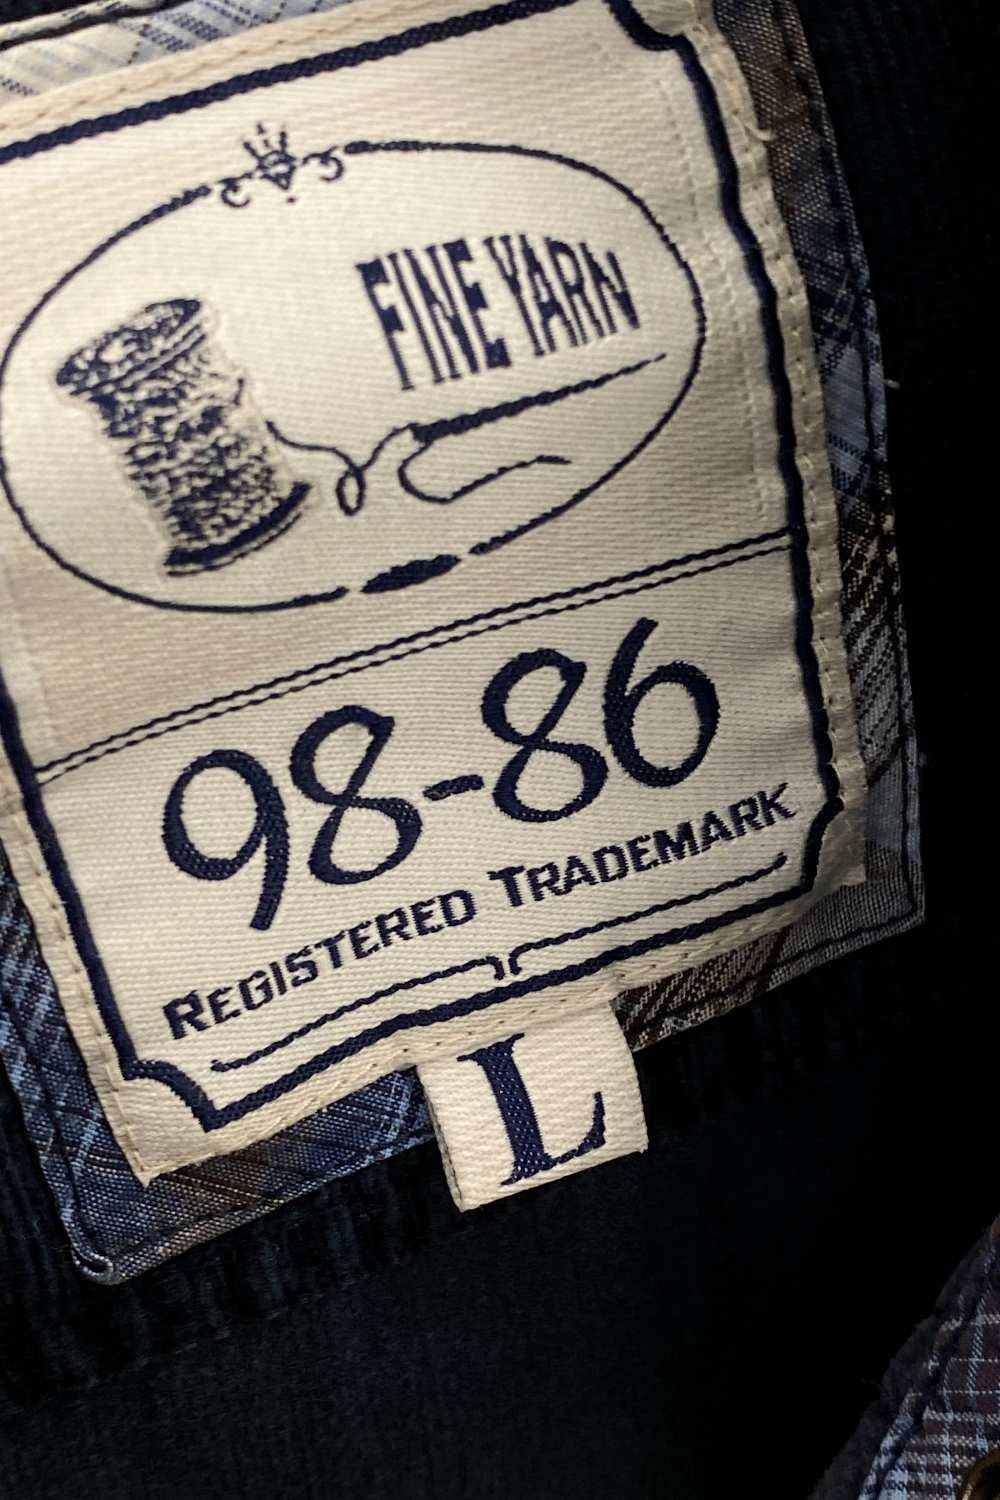 FINE YARN
98-86
REGISTERED TRADEMARK
L